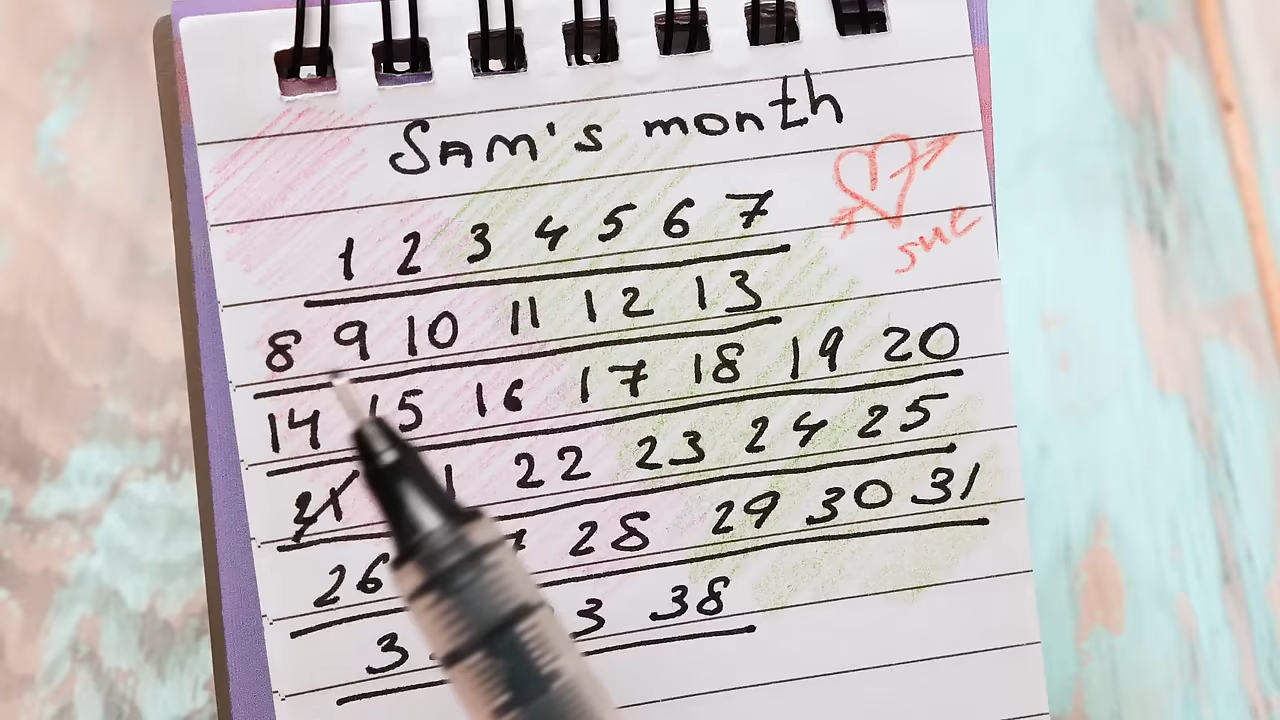 Sam's month
sue
1 2 3 4 5 6 7
8 9 10 11 12 13
14 15 16 17 18 19 20
22 23 24 25
26 28 29 30 31
38